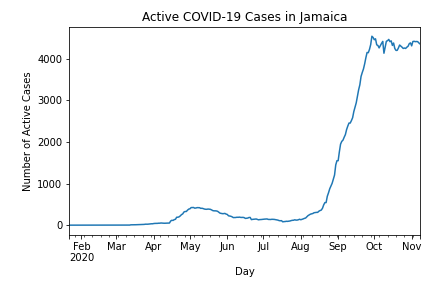 Active COVID-19 Cases in Jamaica
Number of Active Cases
4000
3000
2000
1000
0
Feb Mar Apr May Jun Jul Aug Sep Oct Nov
2020
Day